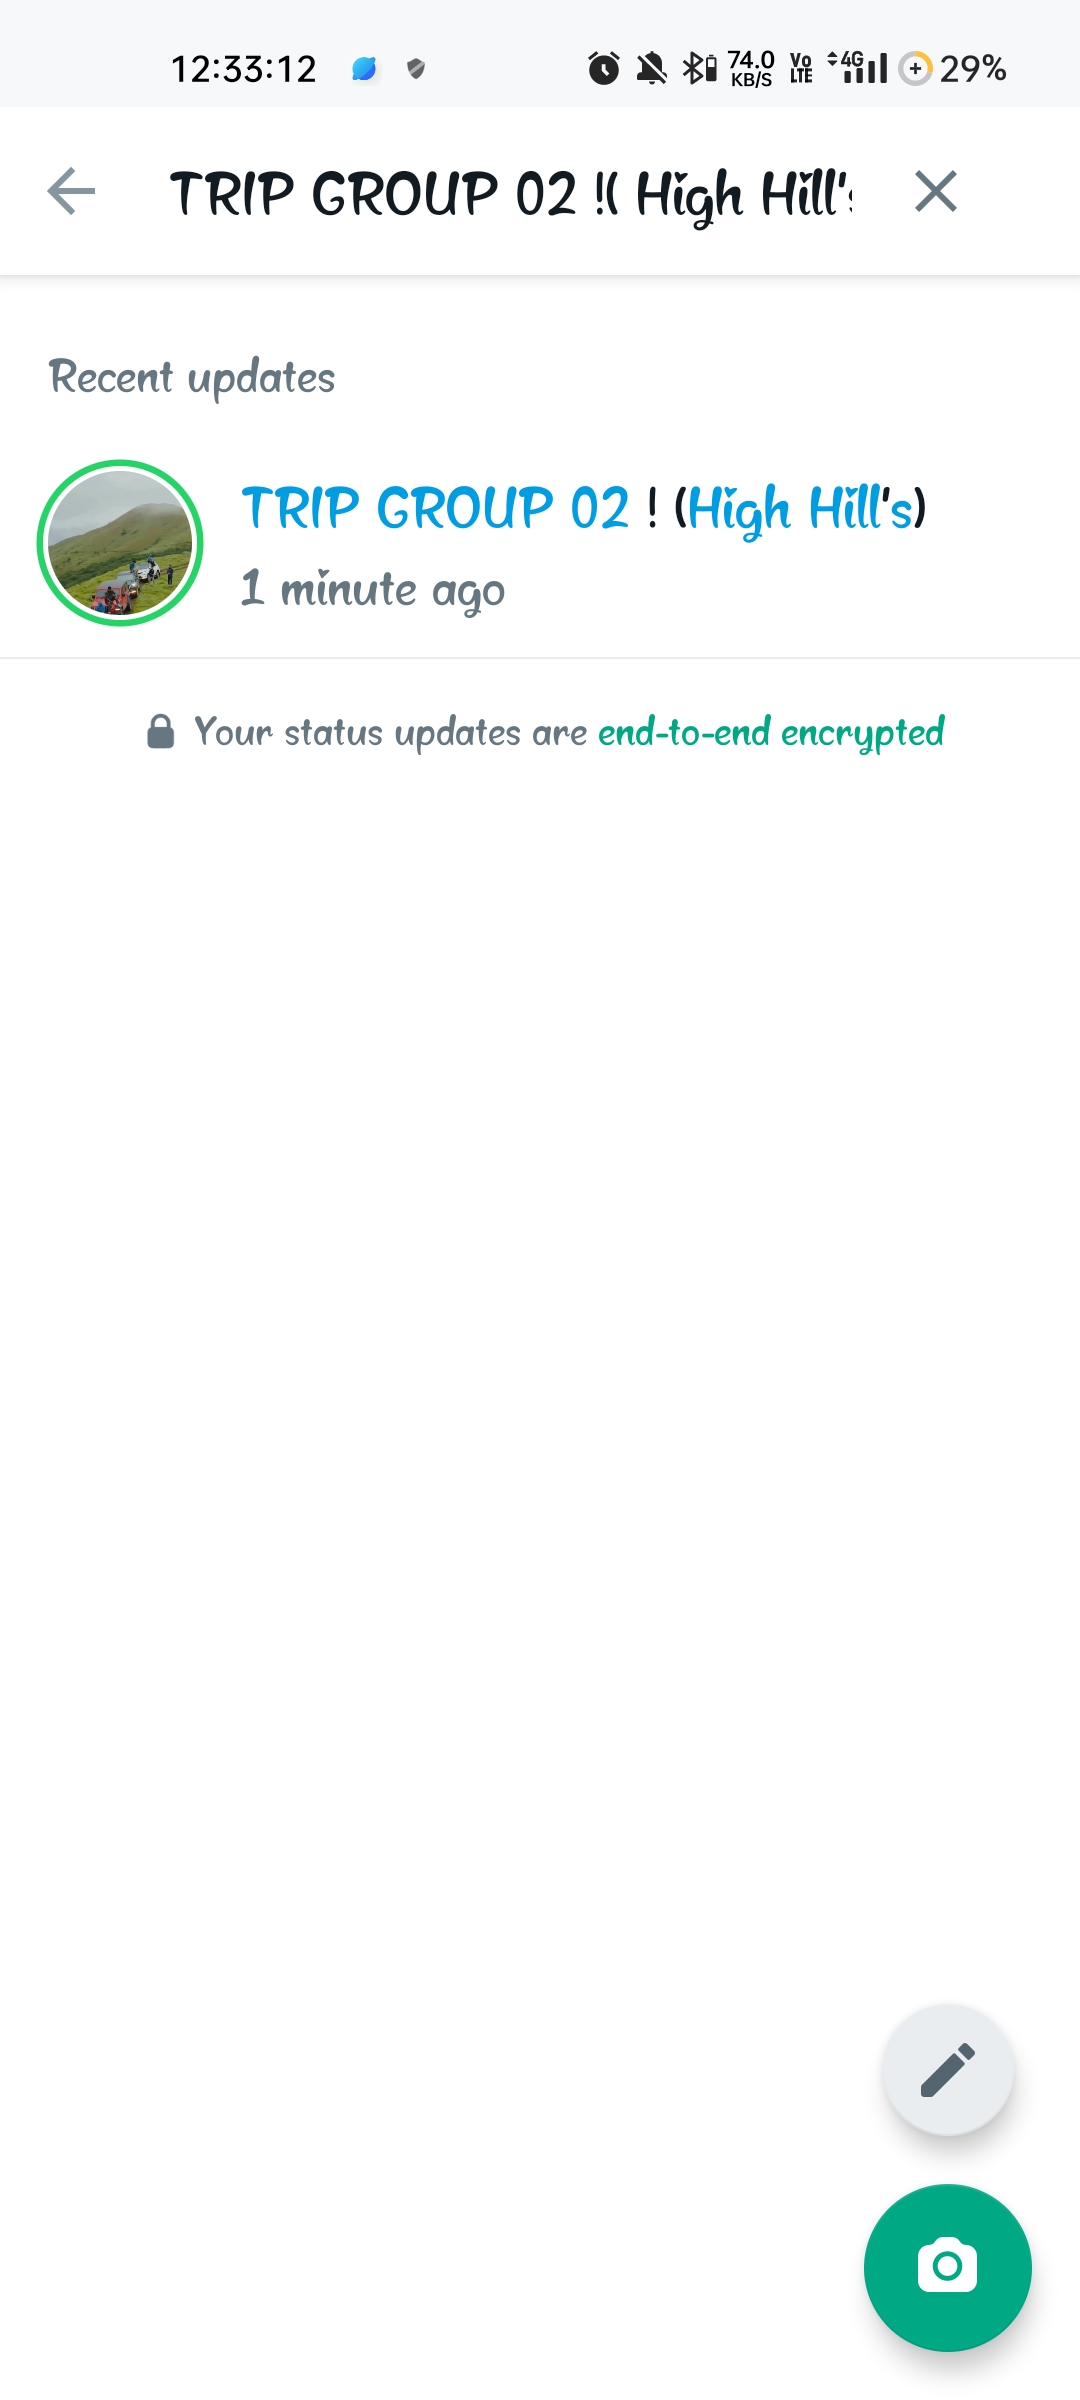 12:33:12 74.0 KB/S Vo LTE 4G 29%
TRIP GROUP 02 !( High Hill's
Recent updates
TRIP GROUP 02 ! (High Hill's)
1 minute ago
Your status updates are end-to-end encrypted